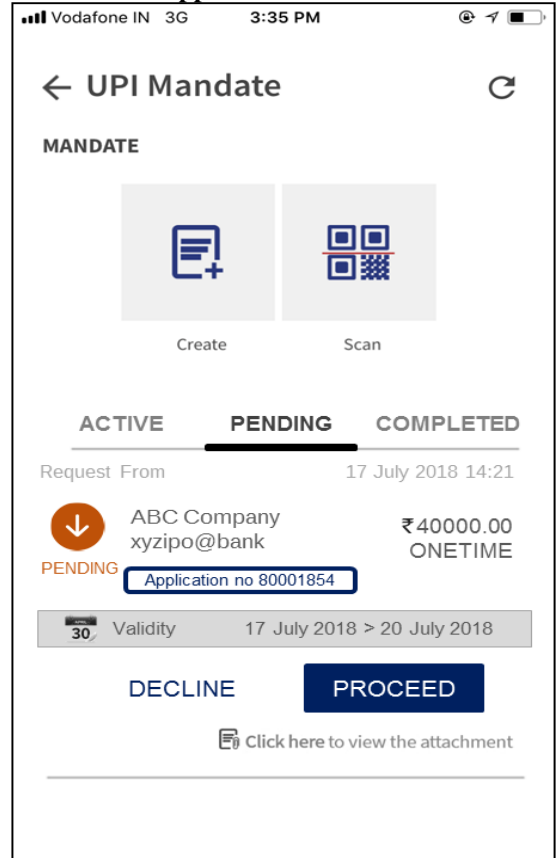 Vodafone IN 3G 3:35 PM
← UPI Mandate
MANDATE
Create Scan
ACTIVE PENDING COMPLETED
Request From 17 July 2018 14:21
ABC Company ₹40000.00
xyzipo@bank ONETIME
PENDING
Application no 80001854
30 Validity 17 July 2018 > 20 July 2018
DECLINE PROCEED
Click here to view the attachment